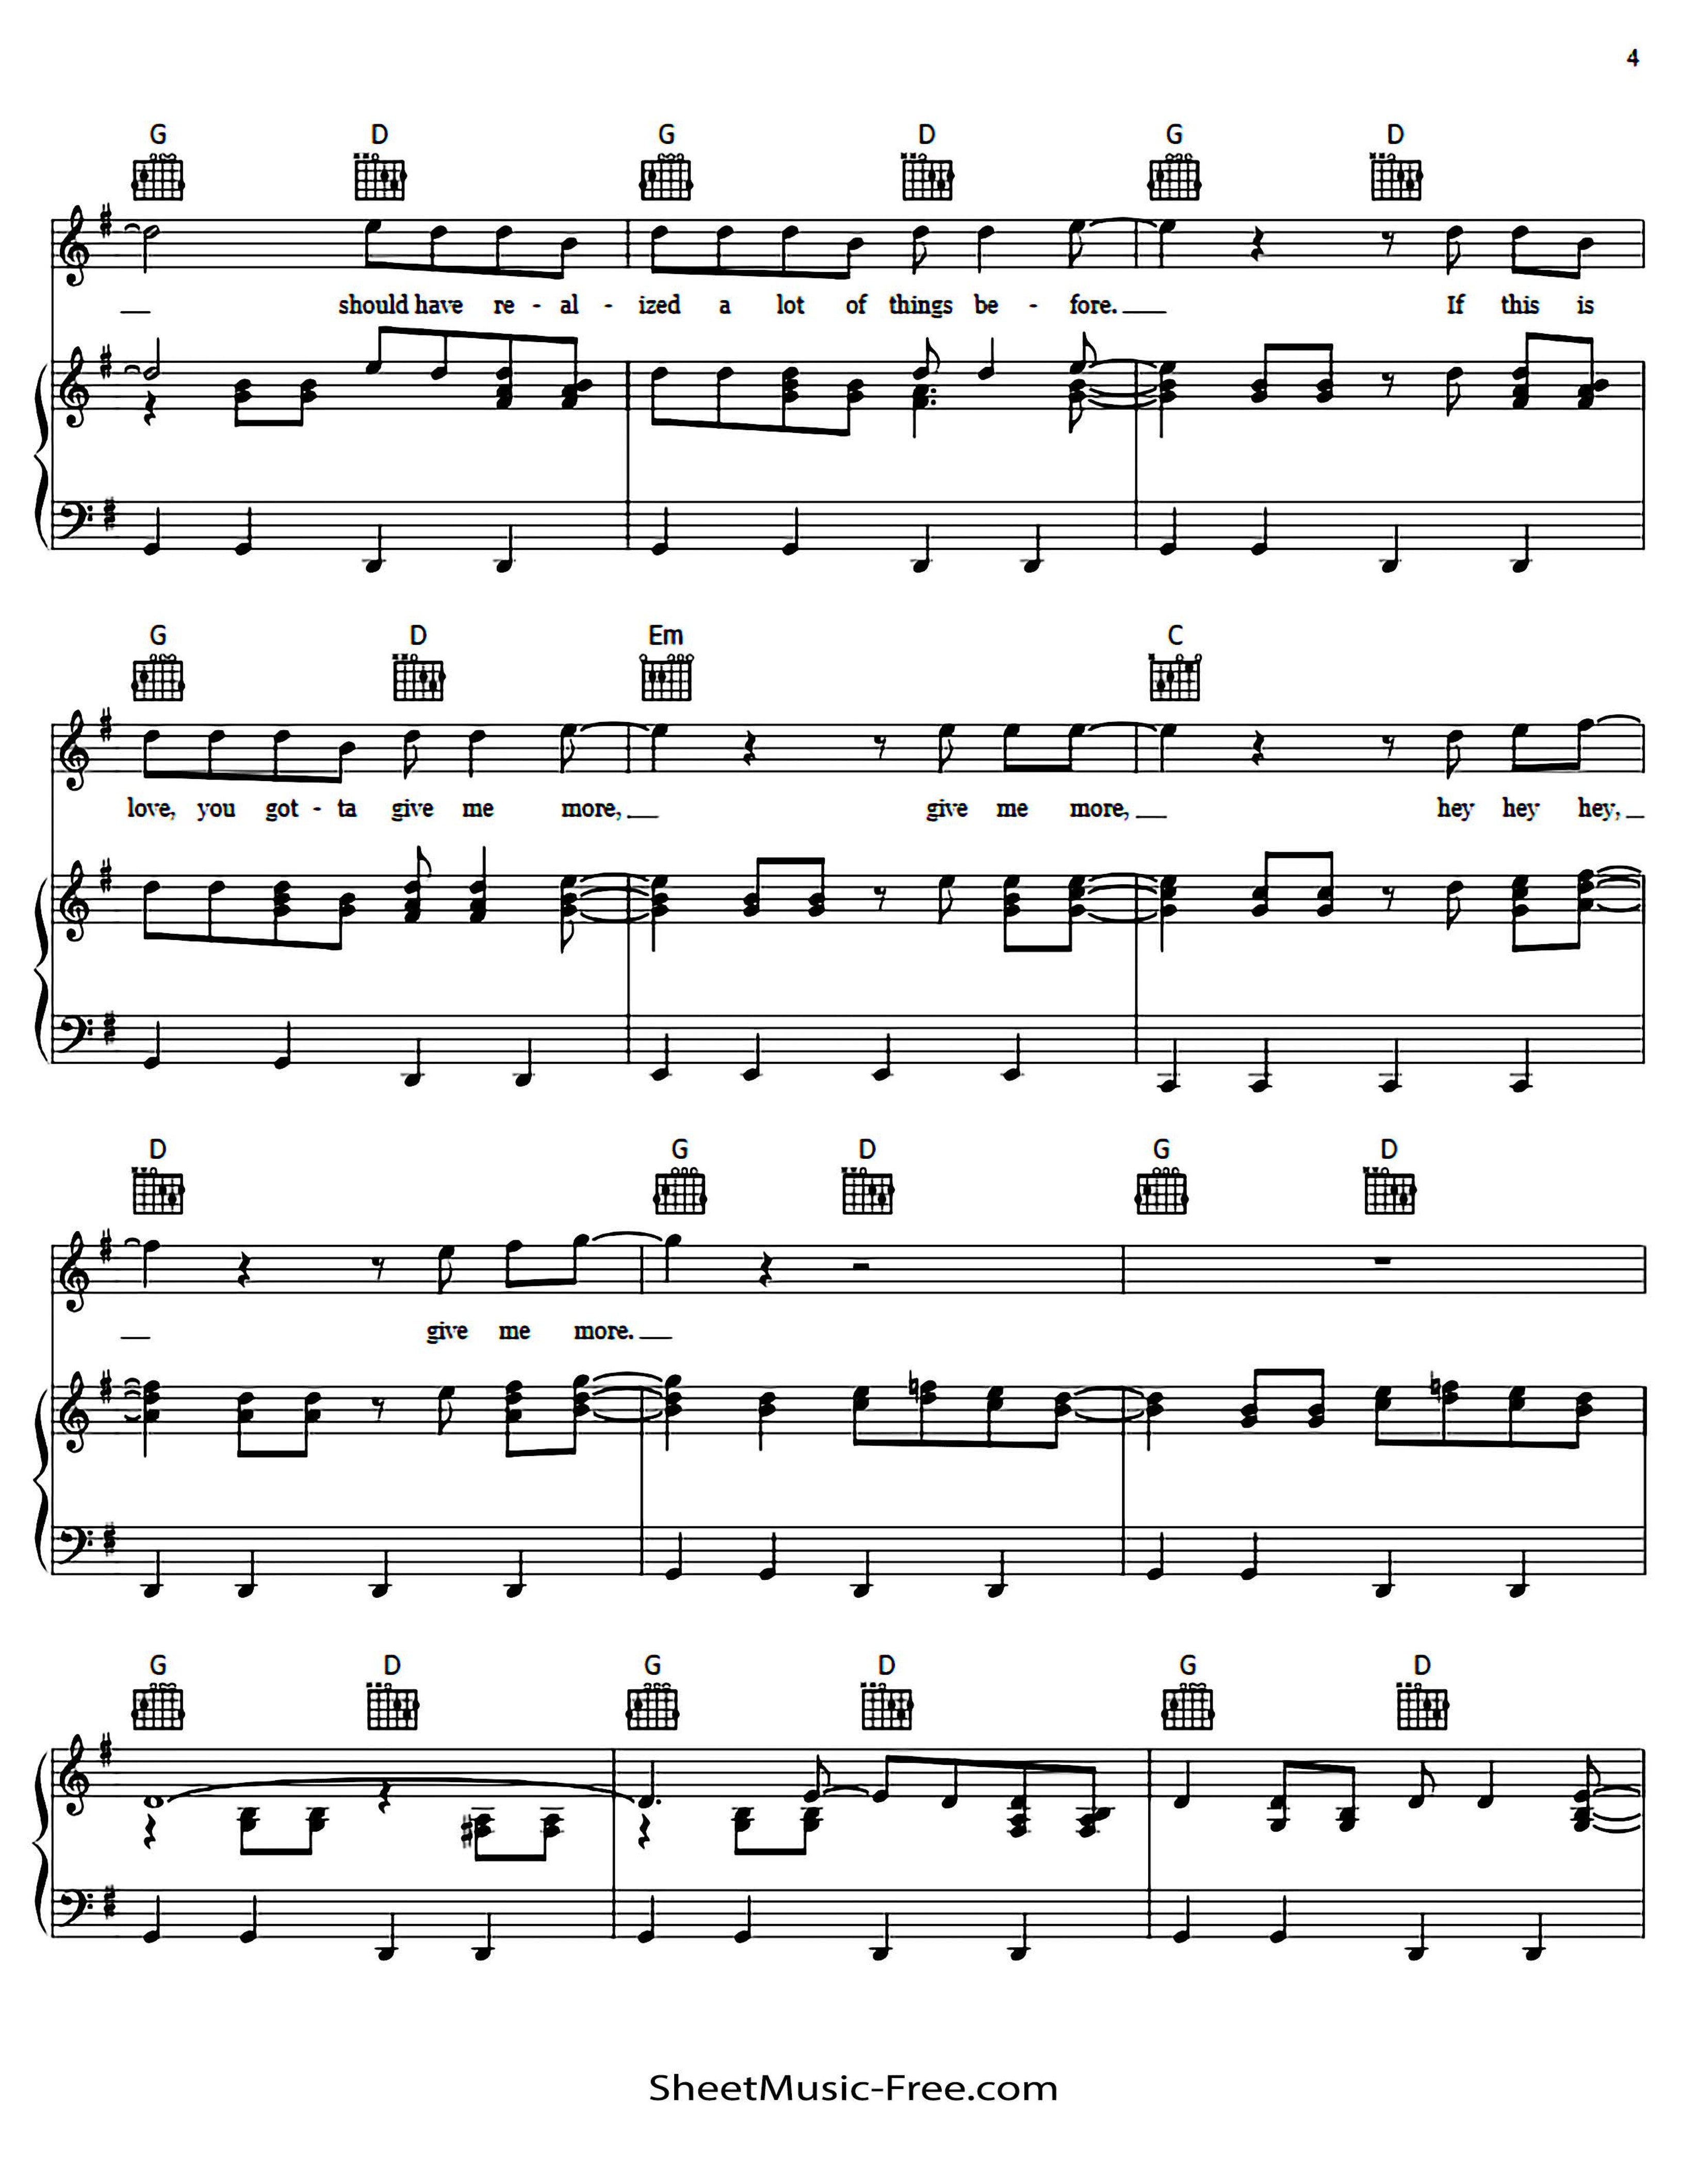 4
G D G D G D
should have re - al - ized a lot of things be - fore. If this is
G D Em C
love, you got - ta give me more, give me more, hey hey hey,
D G D G D
give me more.
G D G D G D
SheetMusic-Free.com